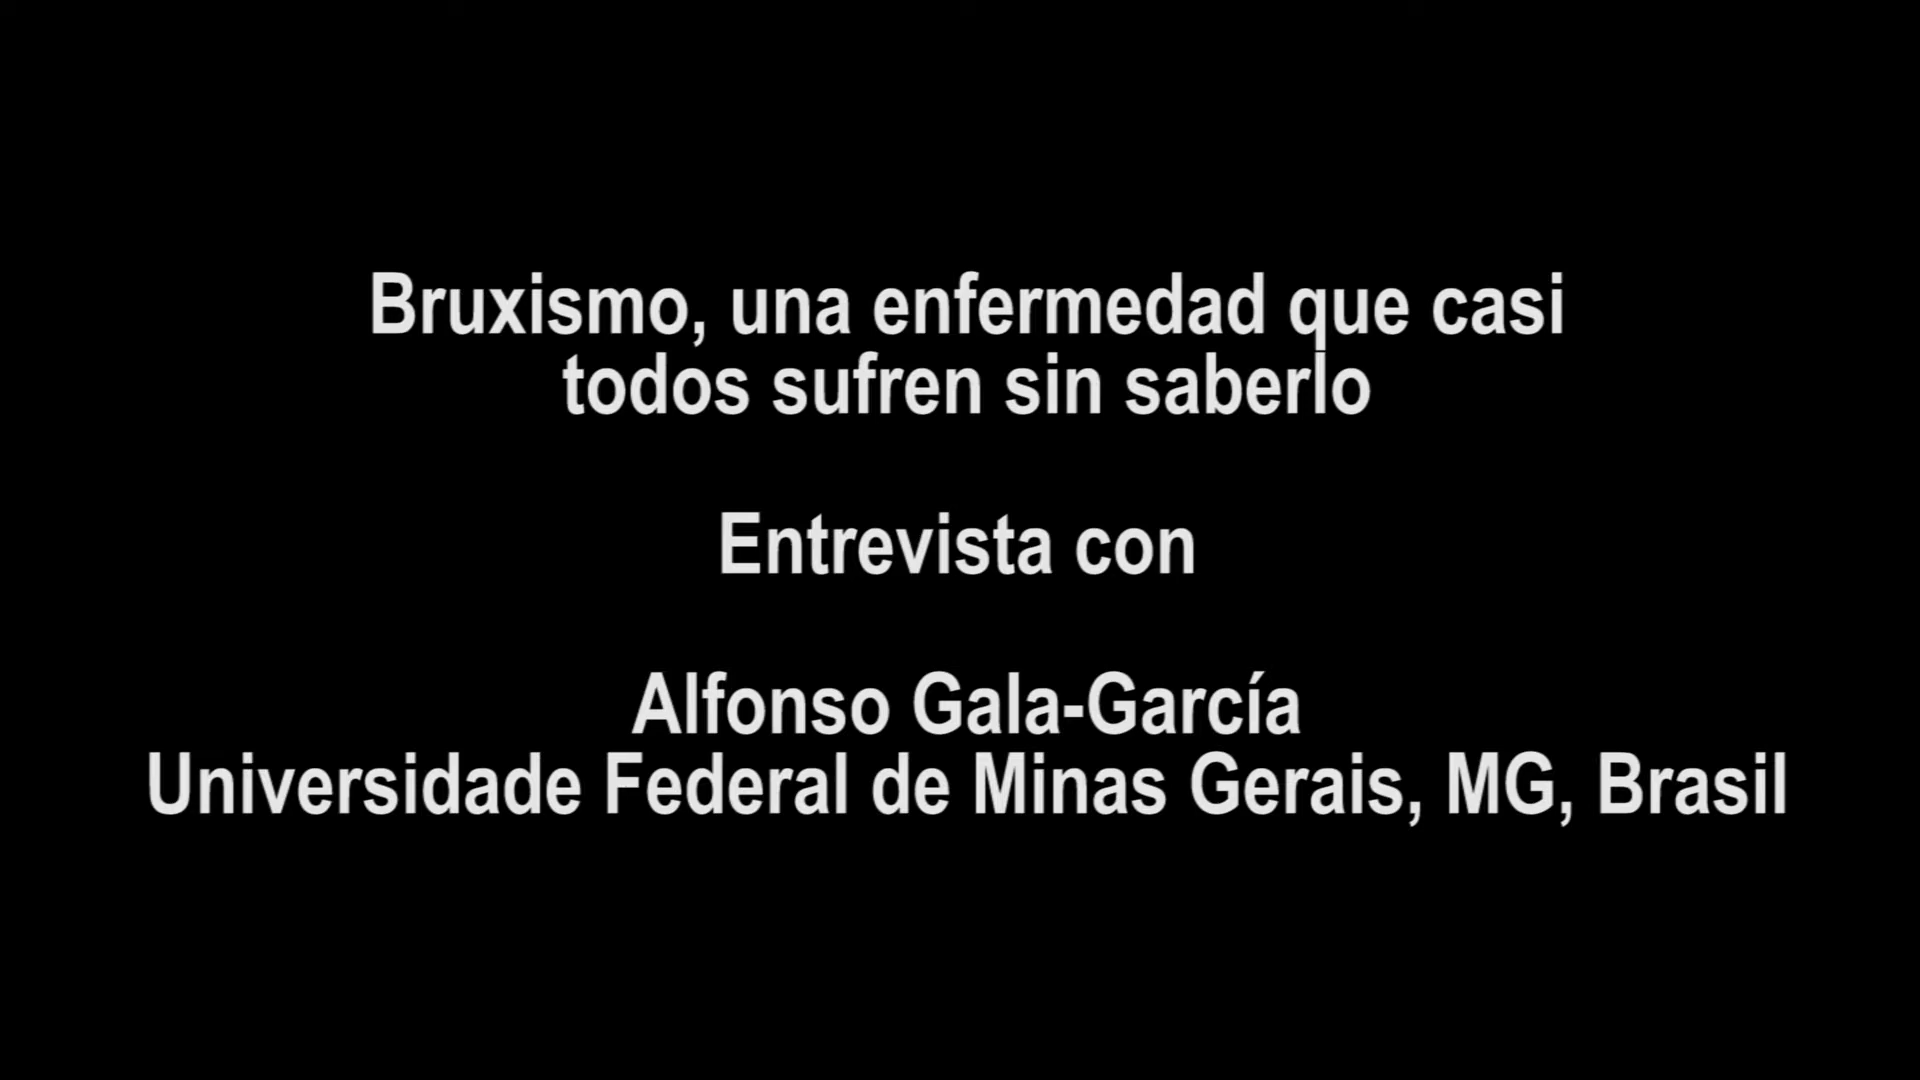 Bruxismo, una enfermedad que casi
todos sufren sin saberlo
Entrevista con
Alfonso Gala-García
Universidade Federal de Minas Gerais, MG, Brasil